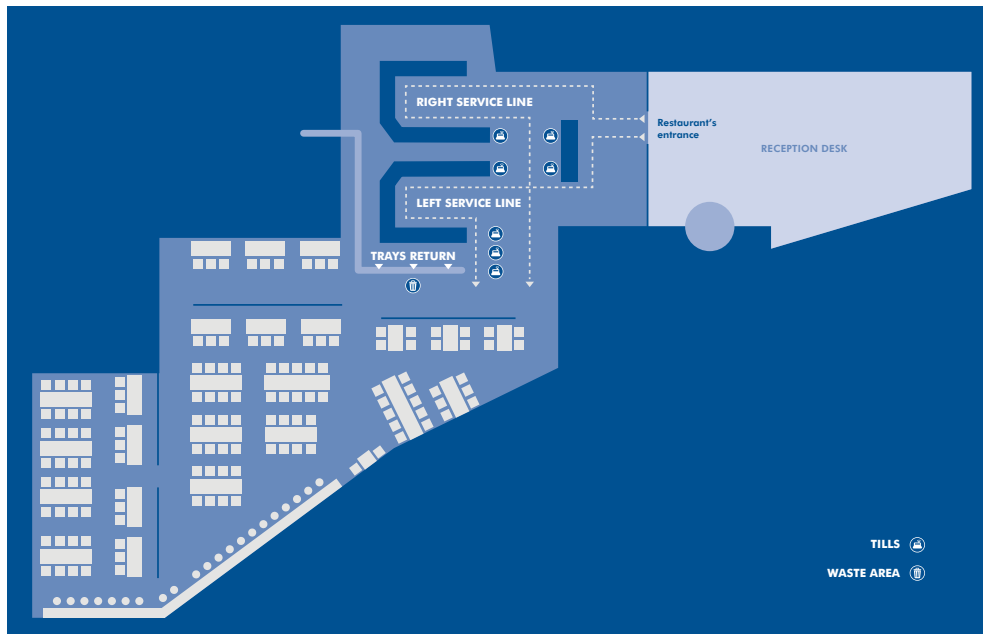 RIGHT SERVICE LINE
Restaurant's
entrance
RECEPTION DESK
LEFT SERVICE LINE
TRAYS RETURN
TILLS
WASTE AREA